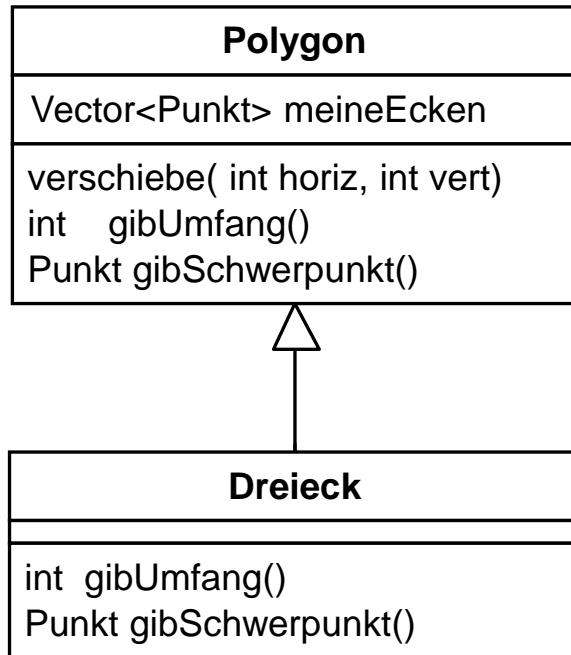 Polygon
Vector<Punkt> meineEcken
verschiebe( int horiz, int vert)
int gibUmfang()
Punkt gibSchwerpunkt()
Dreieck
int gibUmfang()
Punkt gibSchwerpunkt()